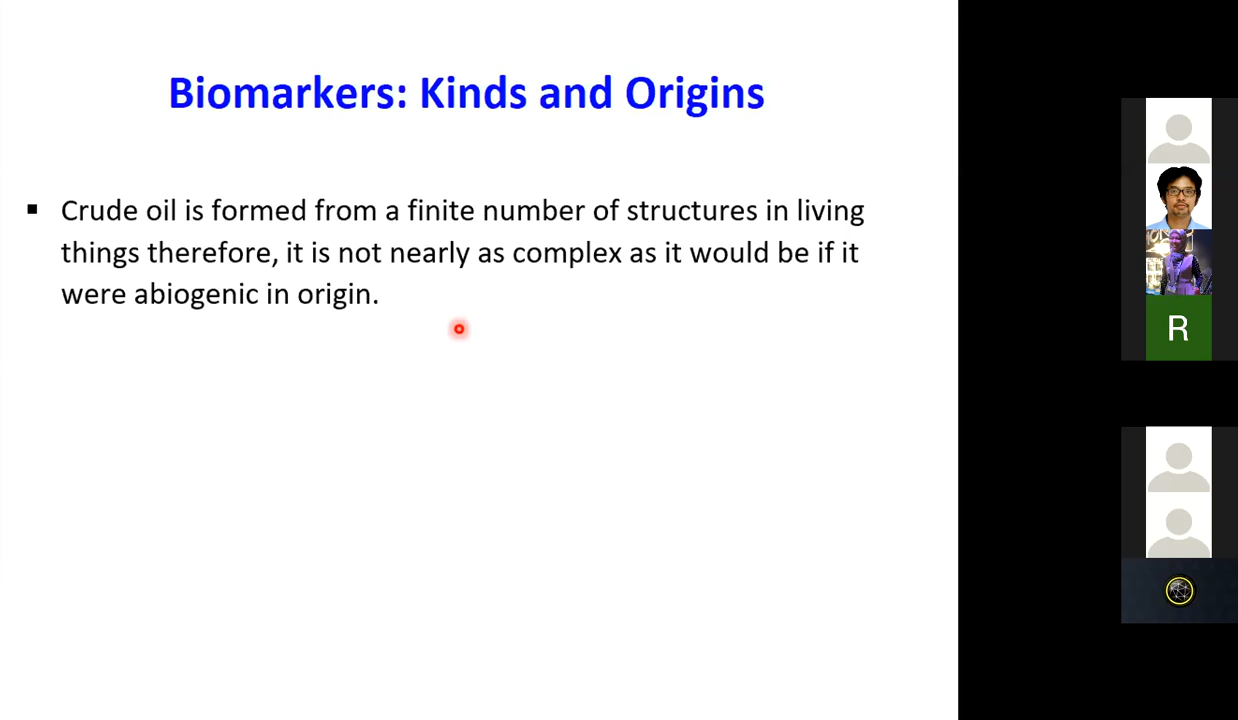 Biomarkers: Kinds and Origins
▪ Crude oil is formed from a finite number of structures in living
things therefore, it is not nearly as complex as it would be if it
were abiogenic in origin.
R